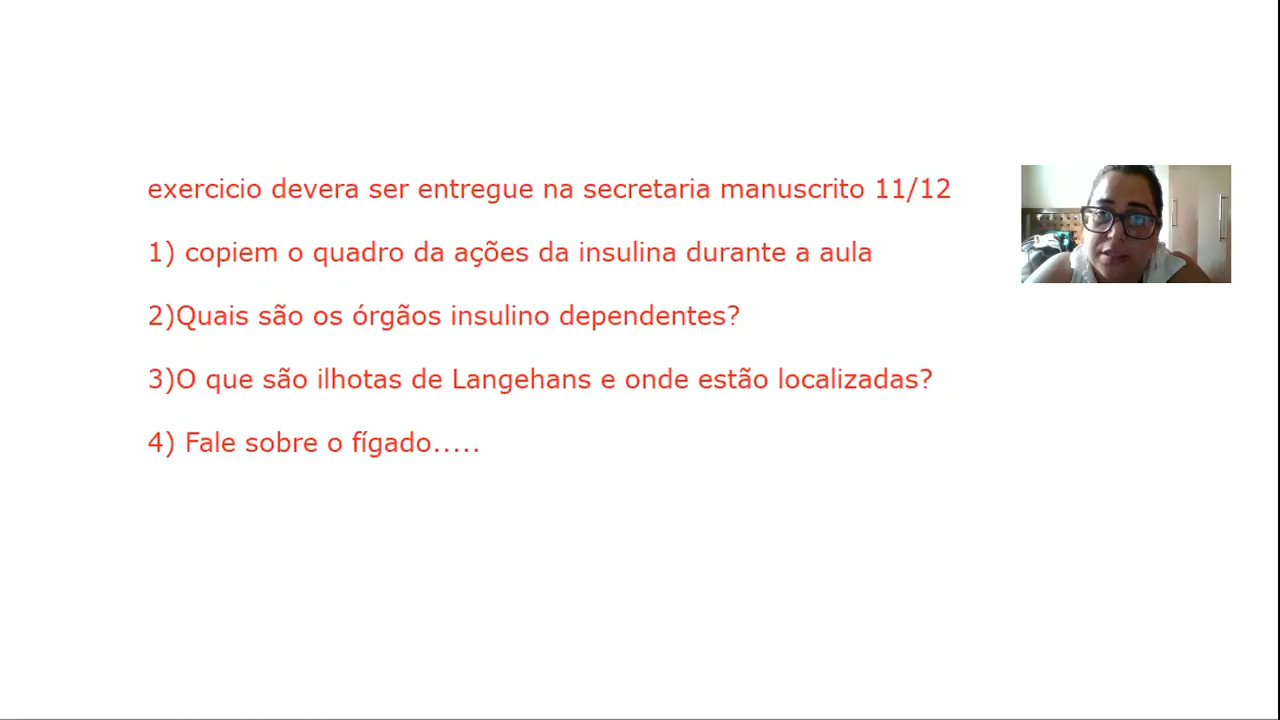 exercicio devera ser entregue na secretaria manuscrito 11/12
1) copiem o quadro da ações da insulina durante a aula
2)Quais são os órgãos insulino dependentes?
3)O que são ilhotas de Langehans e onde estão localizadas?
4) Fale sobre o fígado.....